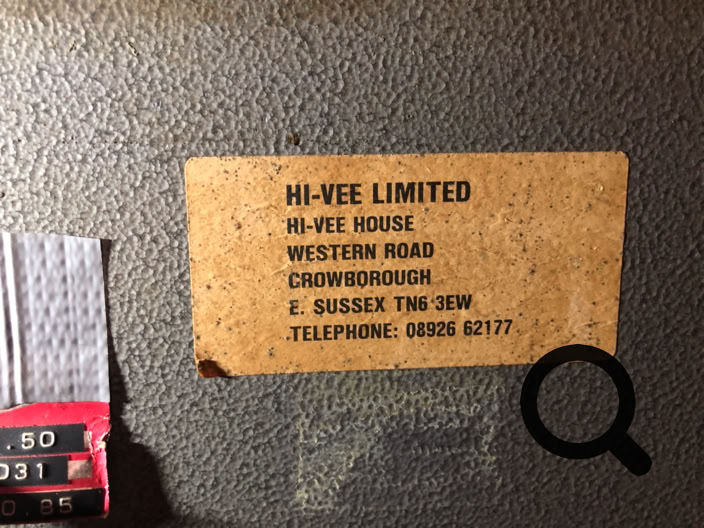 HI-VEE LIMITED
HI-VEE HOUSE
WESTERN ROAD
CROWBOROUGH
E. SUSSEX TN6 3EW
TELEPHONE: 08926 62177
.50
031
0.85